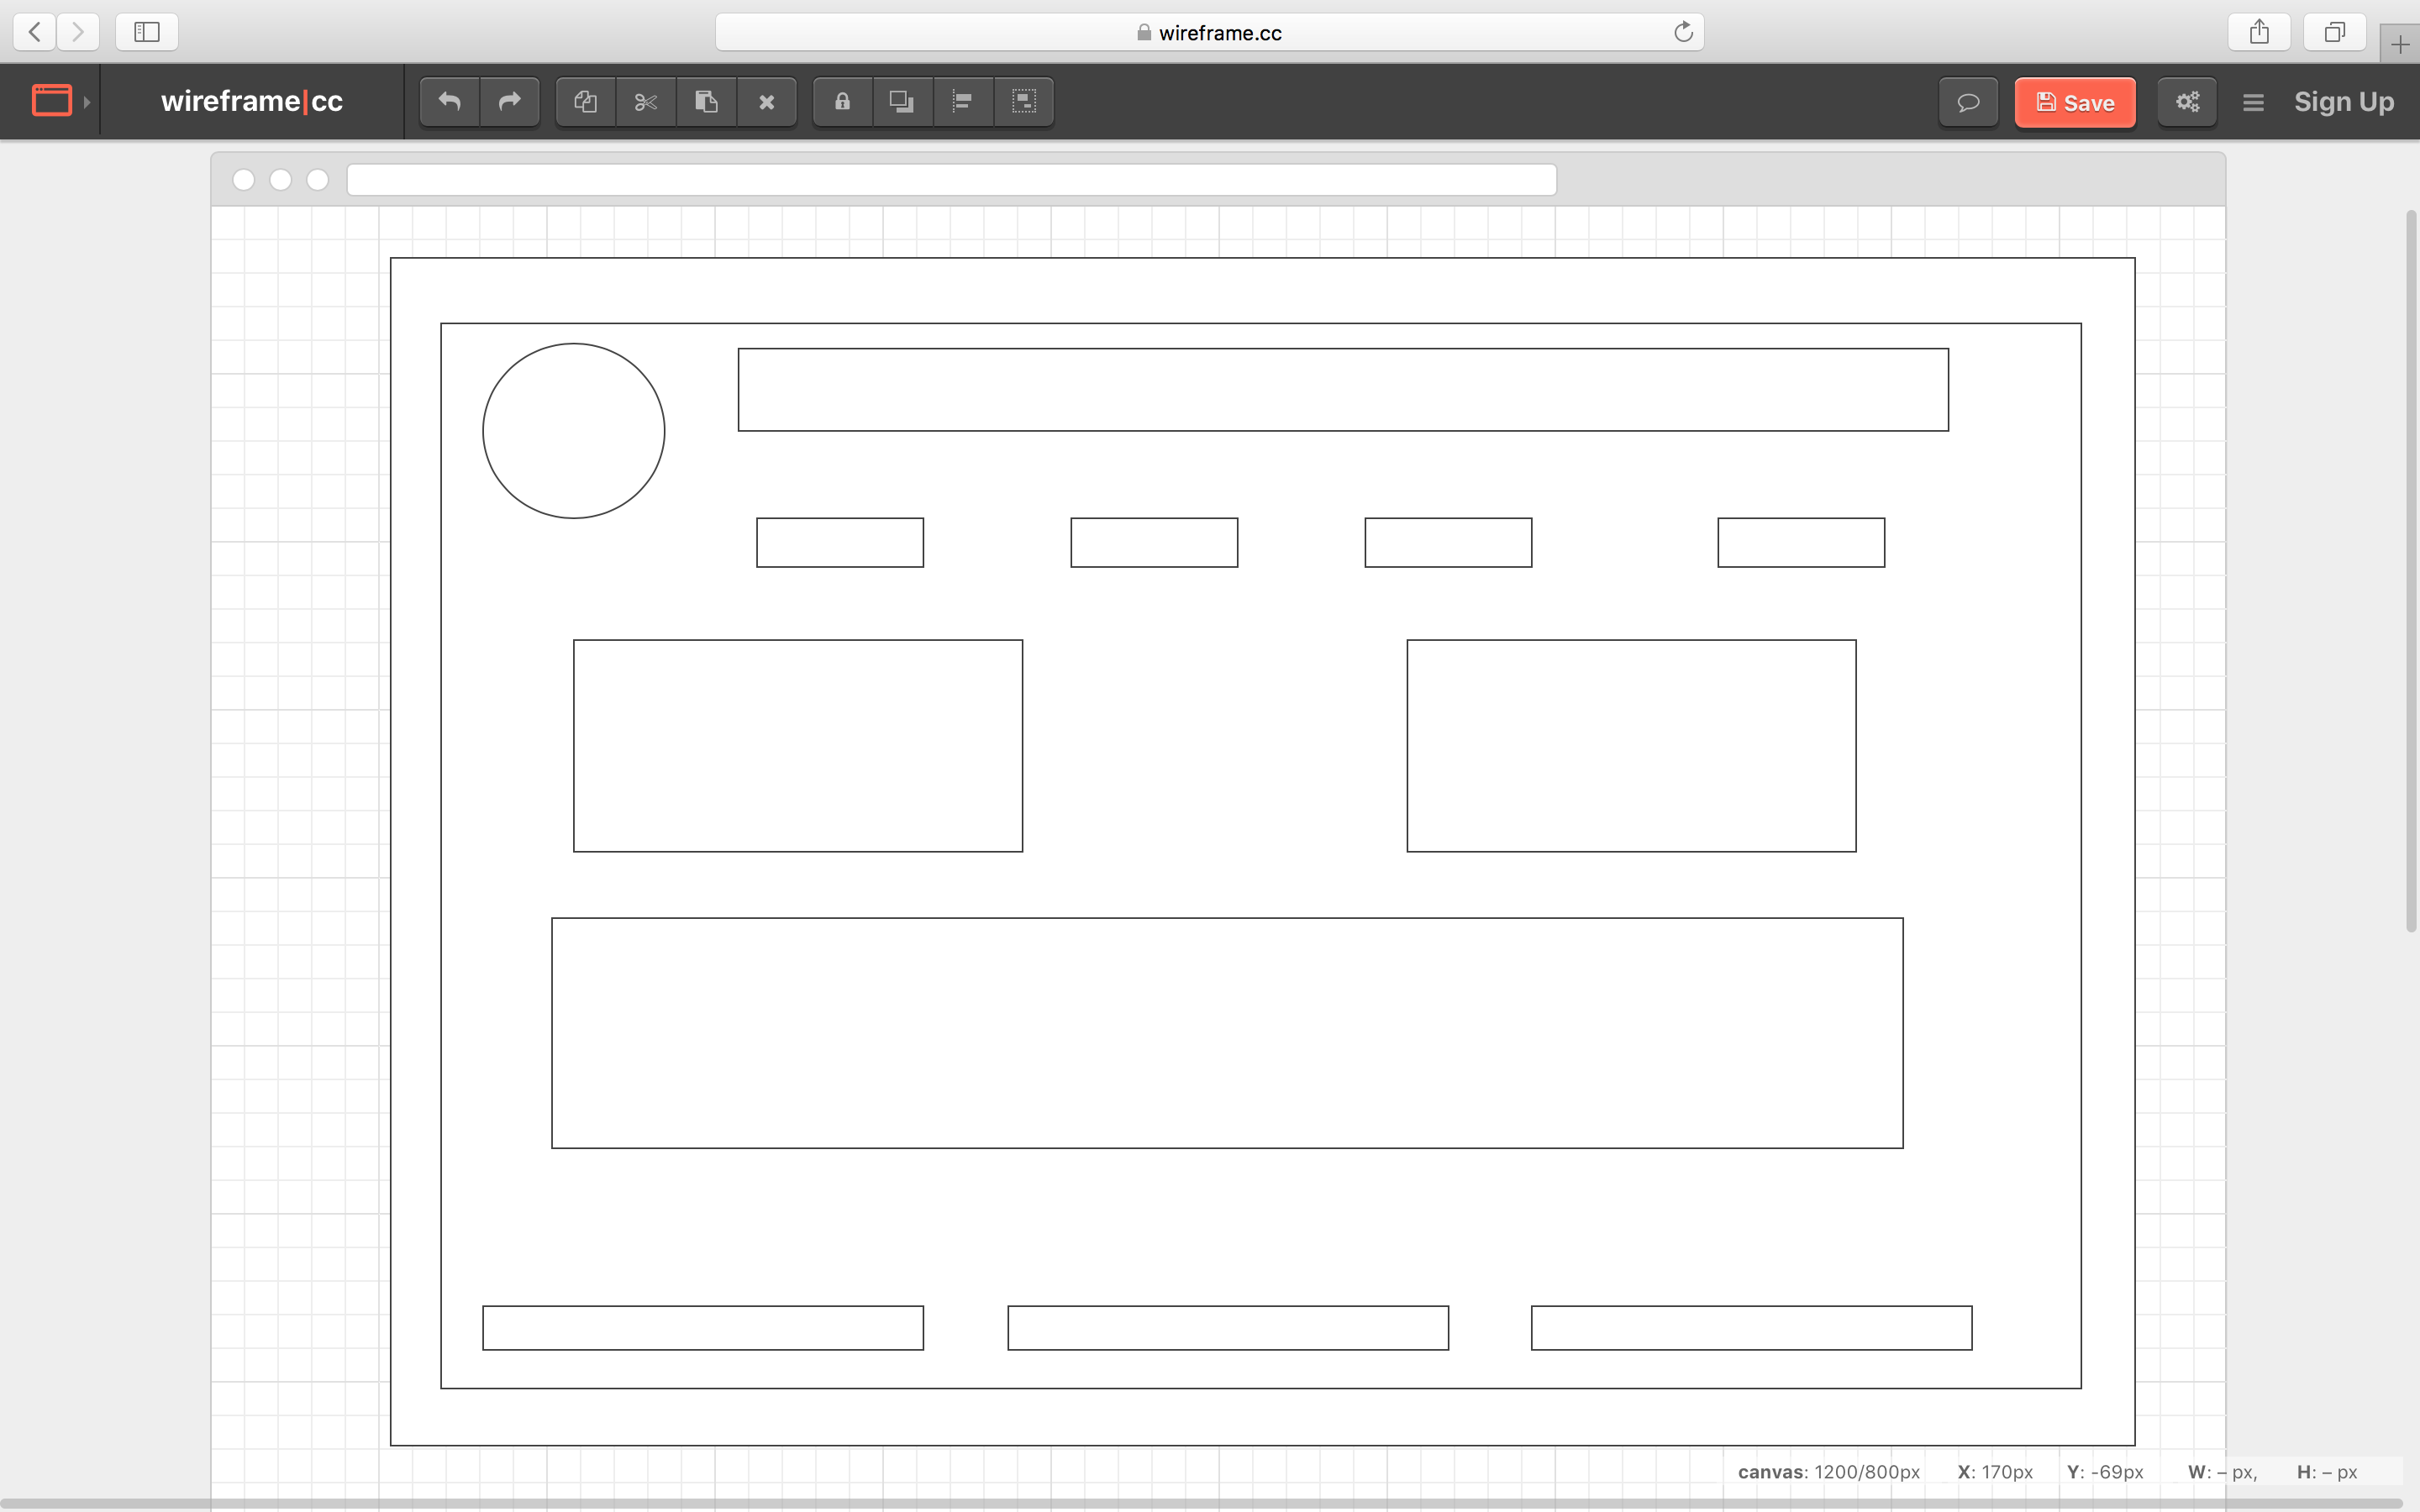 wireframe.cc
wireframe|cc
Save
Sign Up
canvas: 1200/800px X: 170px Y: -69px W: – px, H: – px